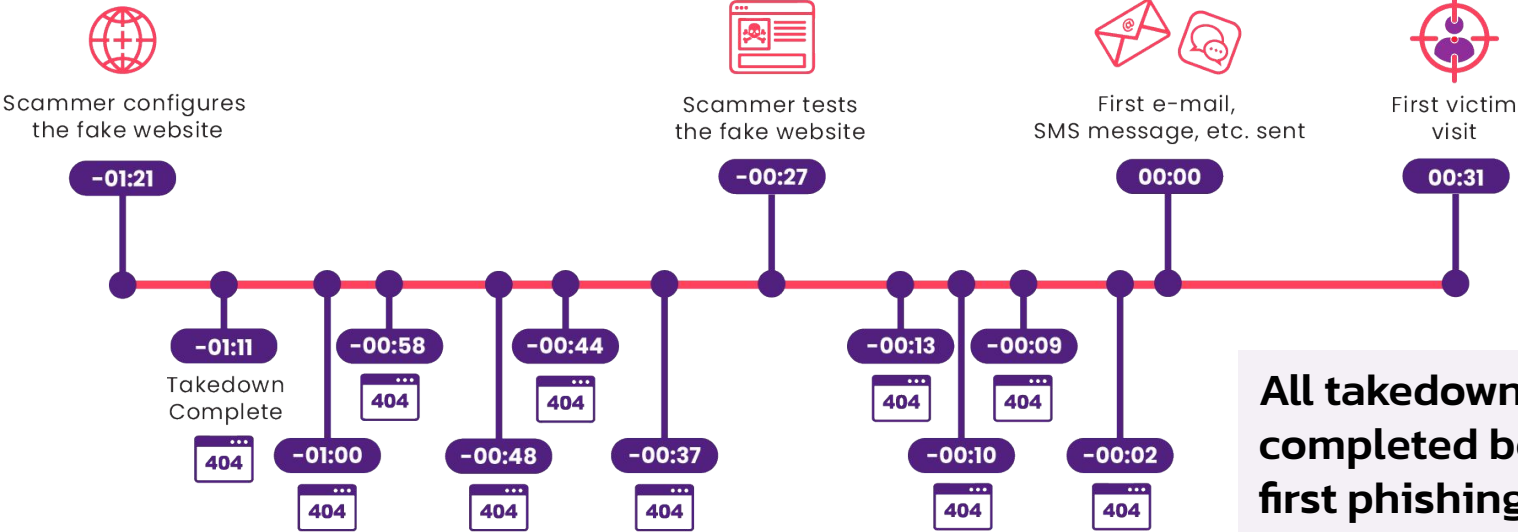 @
Scammer configures
the fake website
-01:21
Scammer tests
the fake website
-00:27
First e-mail,
SMS message, etc. sent
00:00
First victim
visit
00:31
-01:11
Takedown
Complete
404
-01:00
404
-00:58
404
-00:48
404
-00:44
404
-00:37
404
-00:13
404
-00:10
404
-00:09
404
-00:02
404
All takedown
completed
first phishing